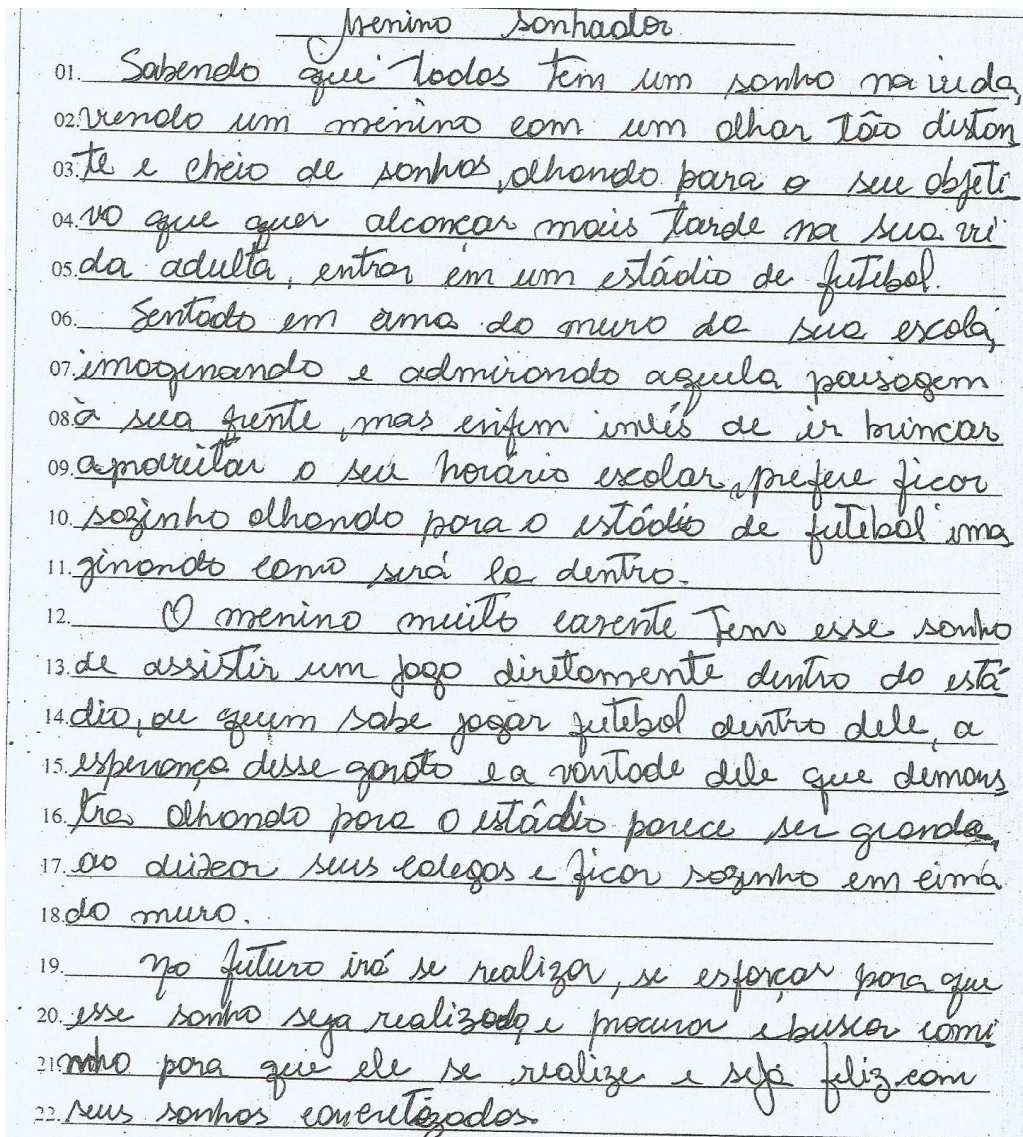 Menino sonhador
01. Sabendo que todos tem um sonho na vida,
02. vendo um menino com um olhar tão distan
03. te e cheio de sonhos, olhando para o seu objeti
04. vo que quer alcançar mais tarde na sua vi
05. da adulta, entrar em um estádio de futebol.
06. Sentado em cima do muro da sua escola,
07. imaginando e admirando aquela paisagem
08. à sua frente, mas enfim invés de ir brincar
09. aproveitar o seu horário escolar, prefere ficar
10. sozinho olhando para o estádio de futebol ima
11. ginando como será la dentro.
12. O menino muito carente tem esse sonho
13. de assistir um jogo diretamente dentro do está
14. dio, ou quem sabe jogar futebol dentro dele, a
15. esperança desse garoto e a vontade dele que demons
16. tra olhando para o estádio parece ser grande,
17. ao deixar seus colegas e ficar sozinho em cima
18. do muro.
19. No futuro irá se realizar, se esforçar para que
20. esse sonho seja realizado e procurar e buscar cami
21. nho para que ele se realize e seja feliz com
22. seus sonhos concretizados.